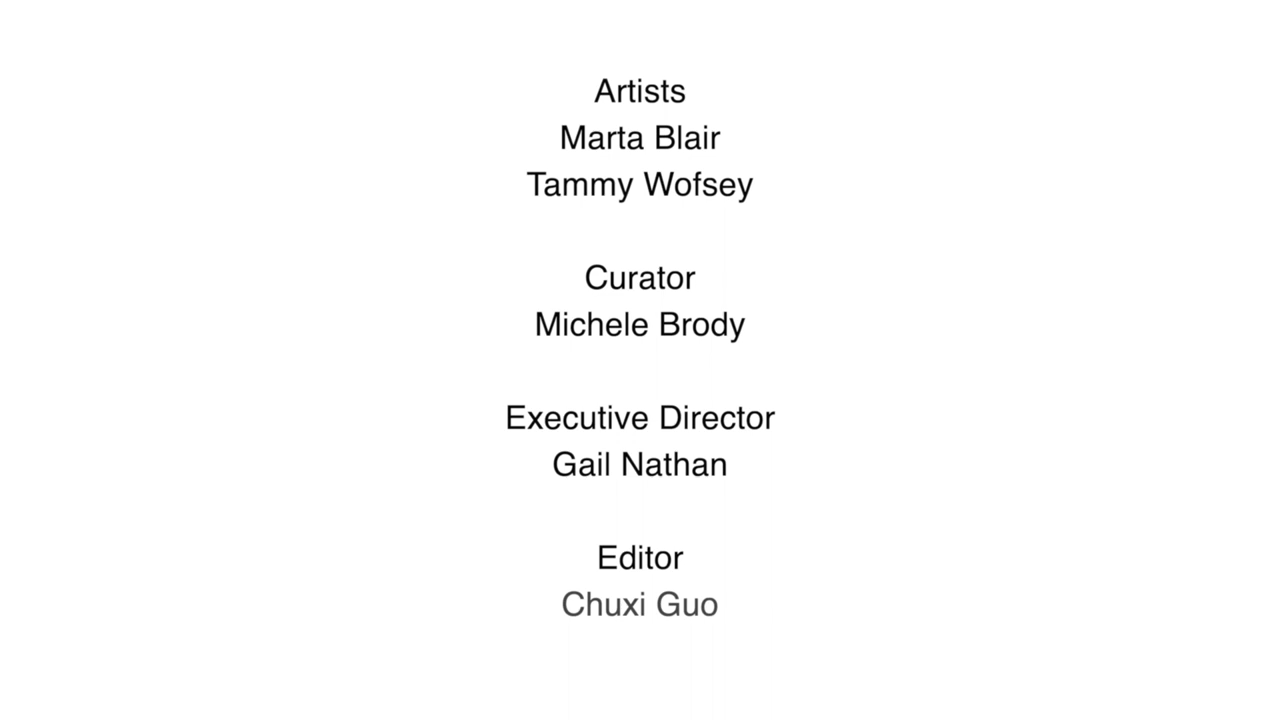 Artists
Marta Blair
Tammy Wofsey
Curator
Michele Brody
Executive Director
Gail Nathan
Editor
Chuxi Guo